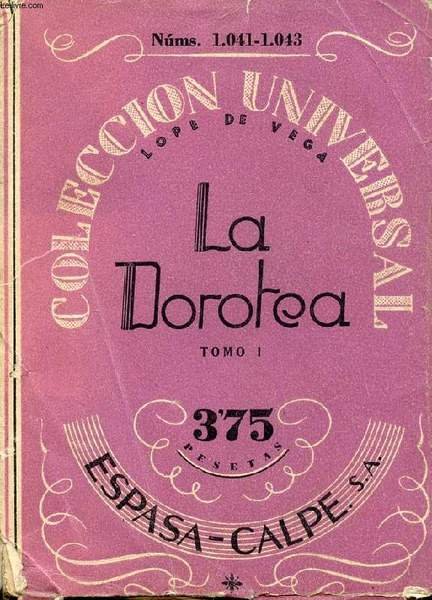 Núms. 1.041-1.043
COLECCION UNIVERSAL
LOPE DE VEGA
La
Dorotea
TOMO I
3'75
PESETAS
ESPASA-CALPE. S.A.